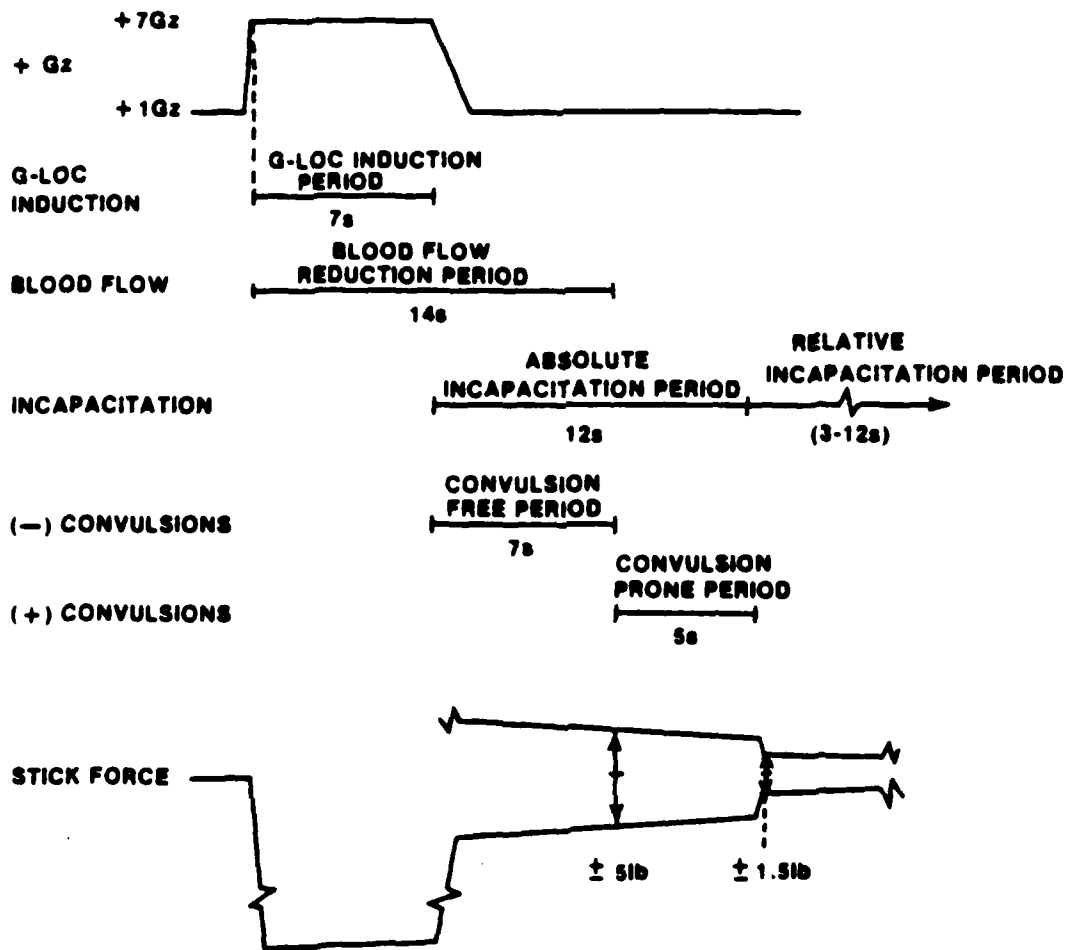 +7Gz
+ Gz
+1Gz
G-LOC INDUCTION
PERIOD
G-LOC
INDUCTION
7s
BLOOD FLOW
REDUCTION PERIOD
BLOOD FLOW
14s
ABSOLUTE
INCAPACITATION PERIOD
RELATIVE
INCAPACITATION PERIOD
INCAPACITATION
12s
(3-12s)
CONVULSION
FREE PERIOD
(−) CONVULSIONS
7s
CONVULSION
PRONE PERIOD
(+) CONVULSIONS
5s
STICK FORCE
± 5lb
± 1.5lb